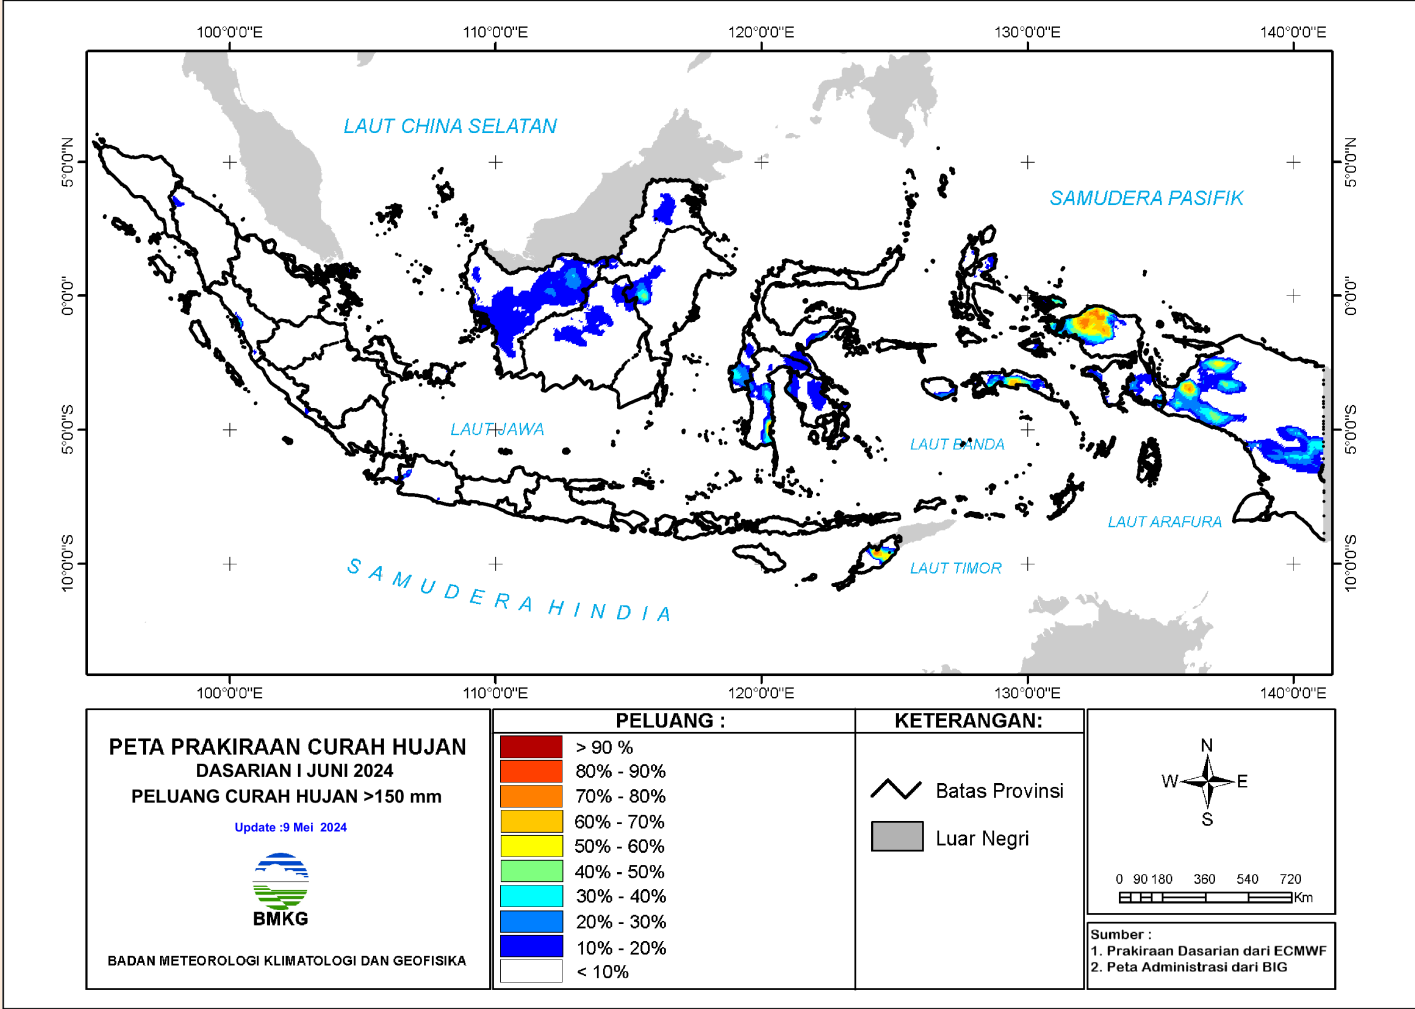 100°0'0"E 110°0'0"E 120°0'0"E 130°0'0"E 140°0'0"E
LAUT CHINA SELATAN
5°0'0"N 5°0'0"N
SAMUDERA PASIFIK
0°0'0" 0°0'0"
5°0'0"S 5°0'0"S
LAUT JAWA
LAUT BANDA
LAUT ARAFURA
10°0'0"S 10°0'0"S
LAUT TIMOR
SAMUDERA HINDIA
100°0'0"E 110°0'0"E 120°0'0"E 130°0'0"E 140°0'0"E
PETA PRAKIRAAN CURAH HUJAN
DASARIAN I JUNI 2024
PELUANG CURAH HUJAN >150 mm
Update :9 Mei 2024
BMKG
BADAN METEOROLOGI KLIMATOLOGI DAN GEOFISIKA
PELUANG :
> 90 %
80% - 90%
70% - 80%
60% - 70%
50% - 60%
40% - 50%
30% - 40%
20% - 30%
10% - 20%
< 10%
KETERANGAN:
Batas Provinsi
Luar Negri
N
W E
S
0 90 180 360 540 720
Km
Sumber :
1. Prakiraan Dasarian dari ECMWF
2. Peta Administrasi dari BIG